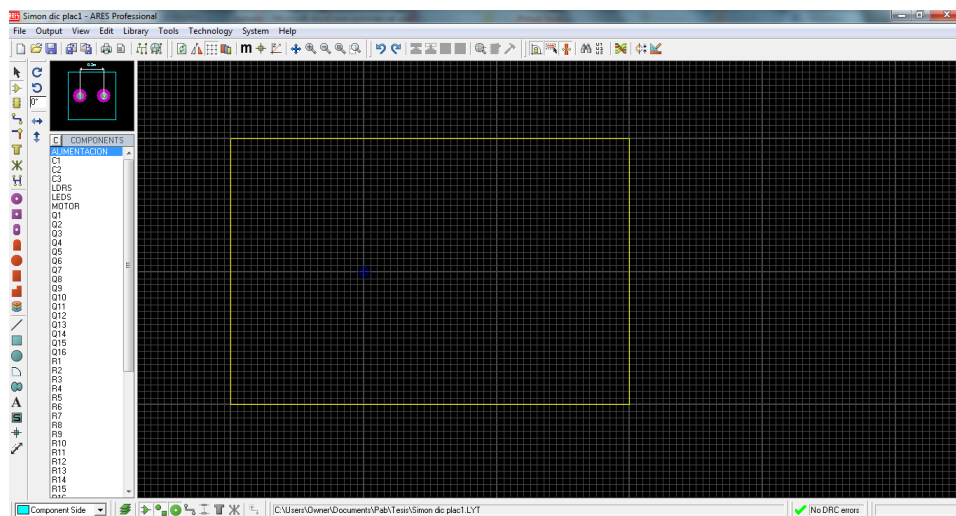 Simon dic plac1 - ARES Professional
File Output View Edit Library Tools Technology System Help
0°
C COMPONENTS
ALIMENTACION
C1
C2
C3
LDRS
LEDS
MOTOR
Q1
Q2
Q3
Q4
Q5
Q6
Q7
Q8
Q9
Q10
Q11
Q12
Q13
Q14
Q15
Q16
R1
R2
R3
R4
R5
R6
R7
R8
R9
R10
R11
R12
R13
R14
R15
Component Side
C:\Users\Owner\Documents\Pab\Tesis\Simon dic plac1.LYT
No DRC errors